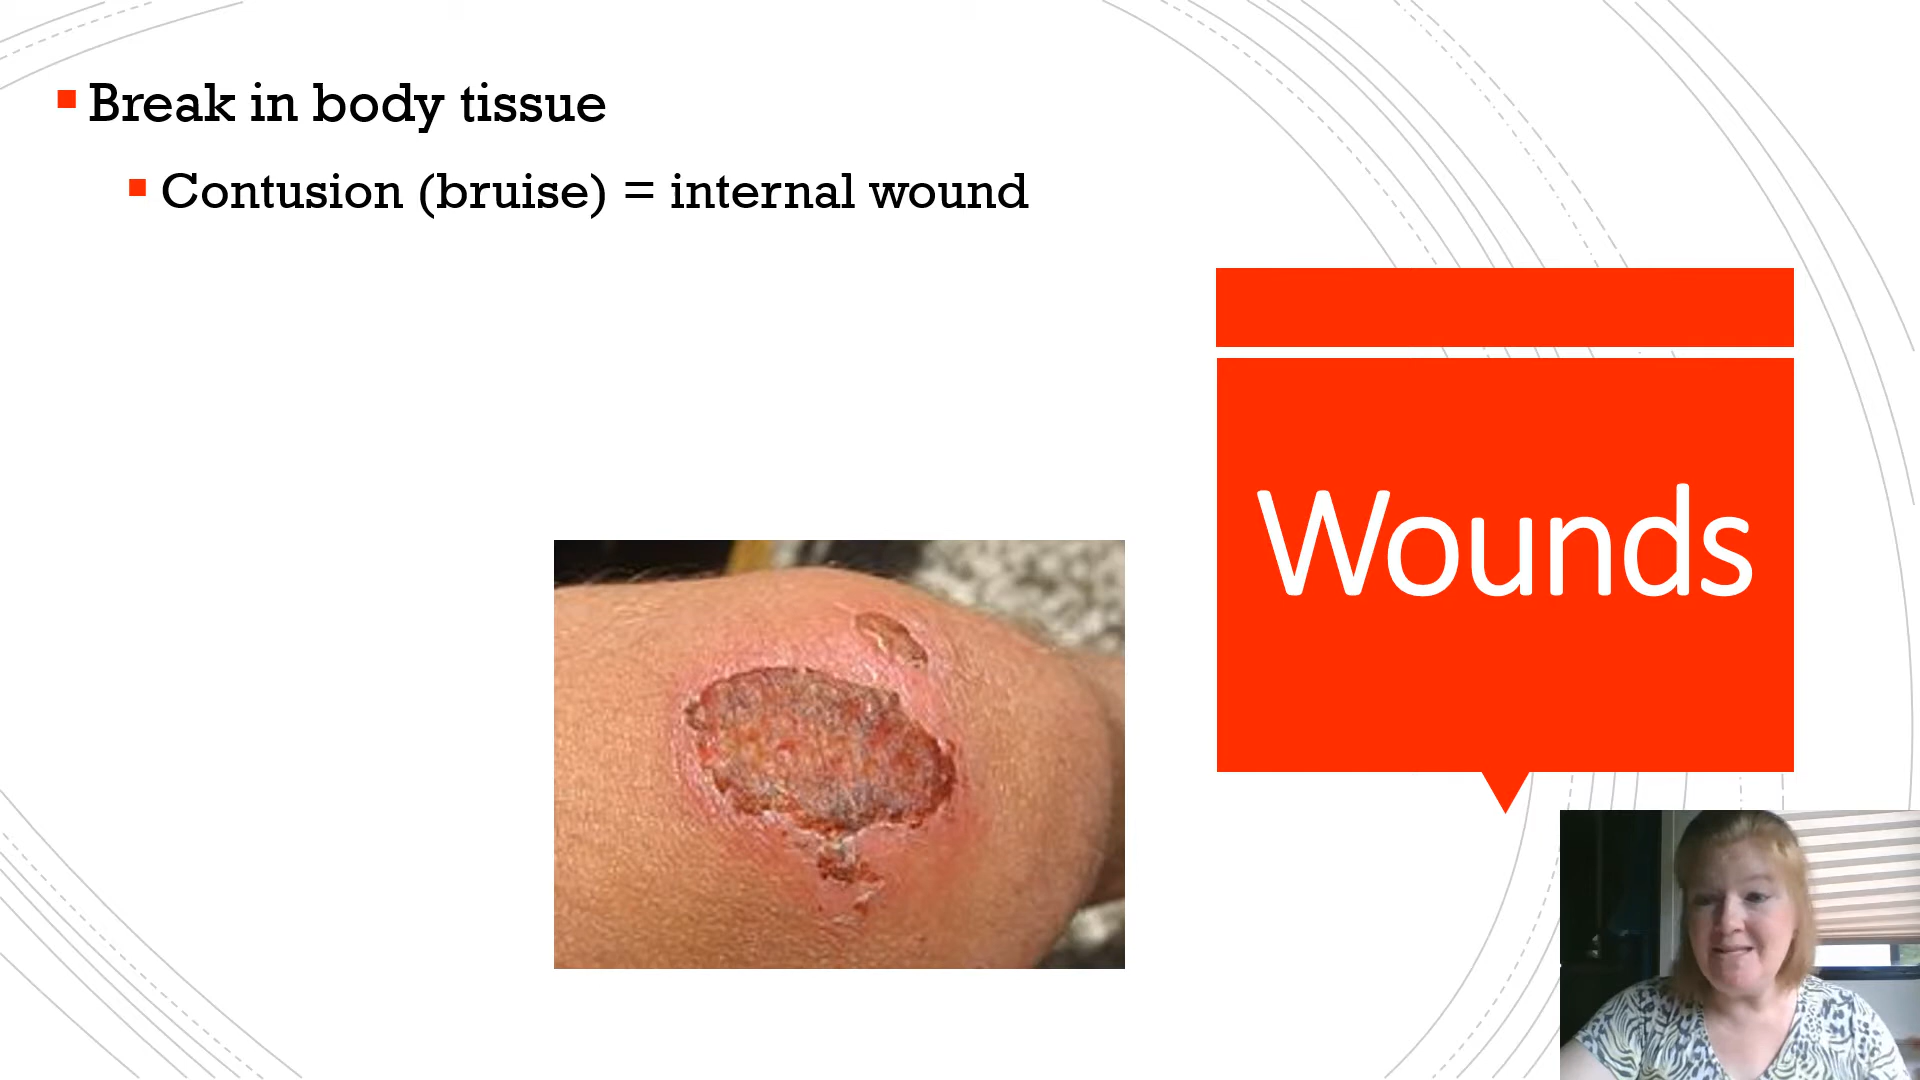 Break in body tissue
Contusion (bruise) = internal wound
Wounds